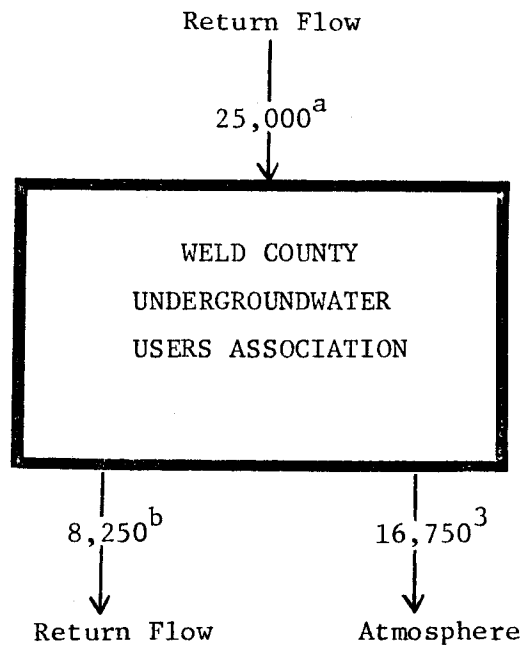 Return Flow
25,000a
WELD COUNTY
UNDERGROUNDWATER
USERS ASSOCIATION
8,250b 16,7503
Return Flow Atmosphere